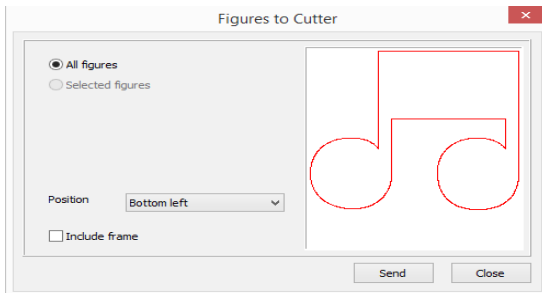 Figures to Cutter
All figures
Selected figures
Position
Bottom left
Include frame
Send
Close